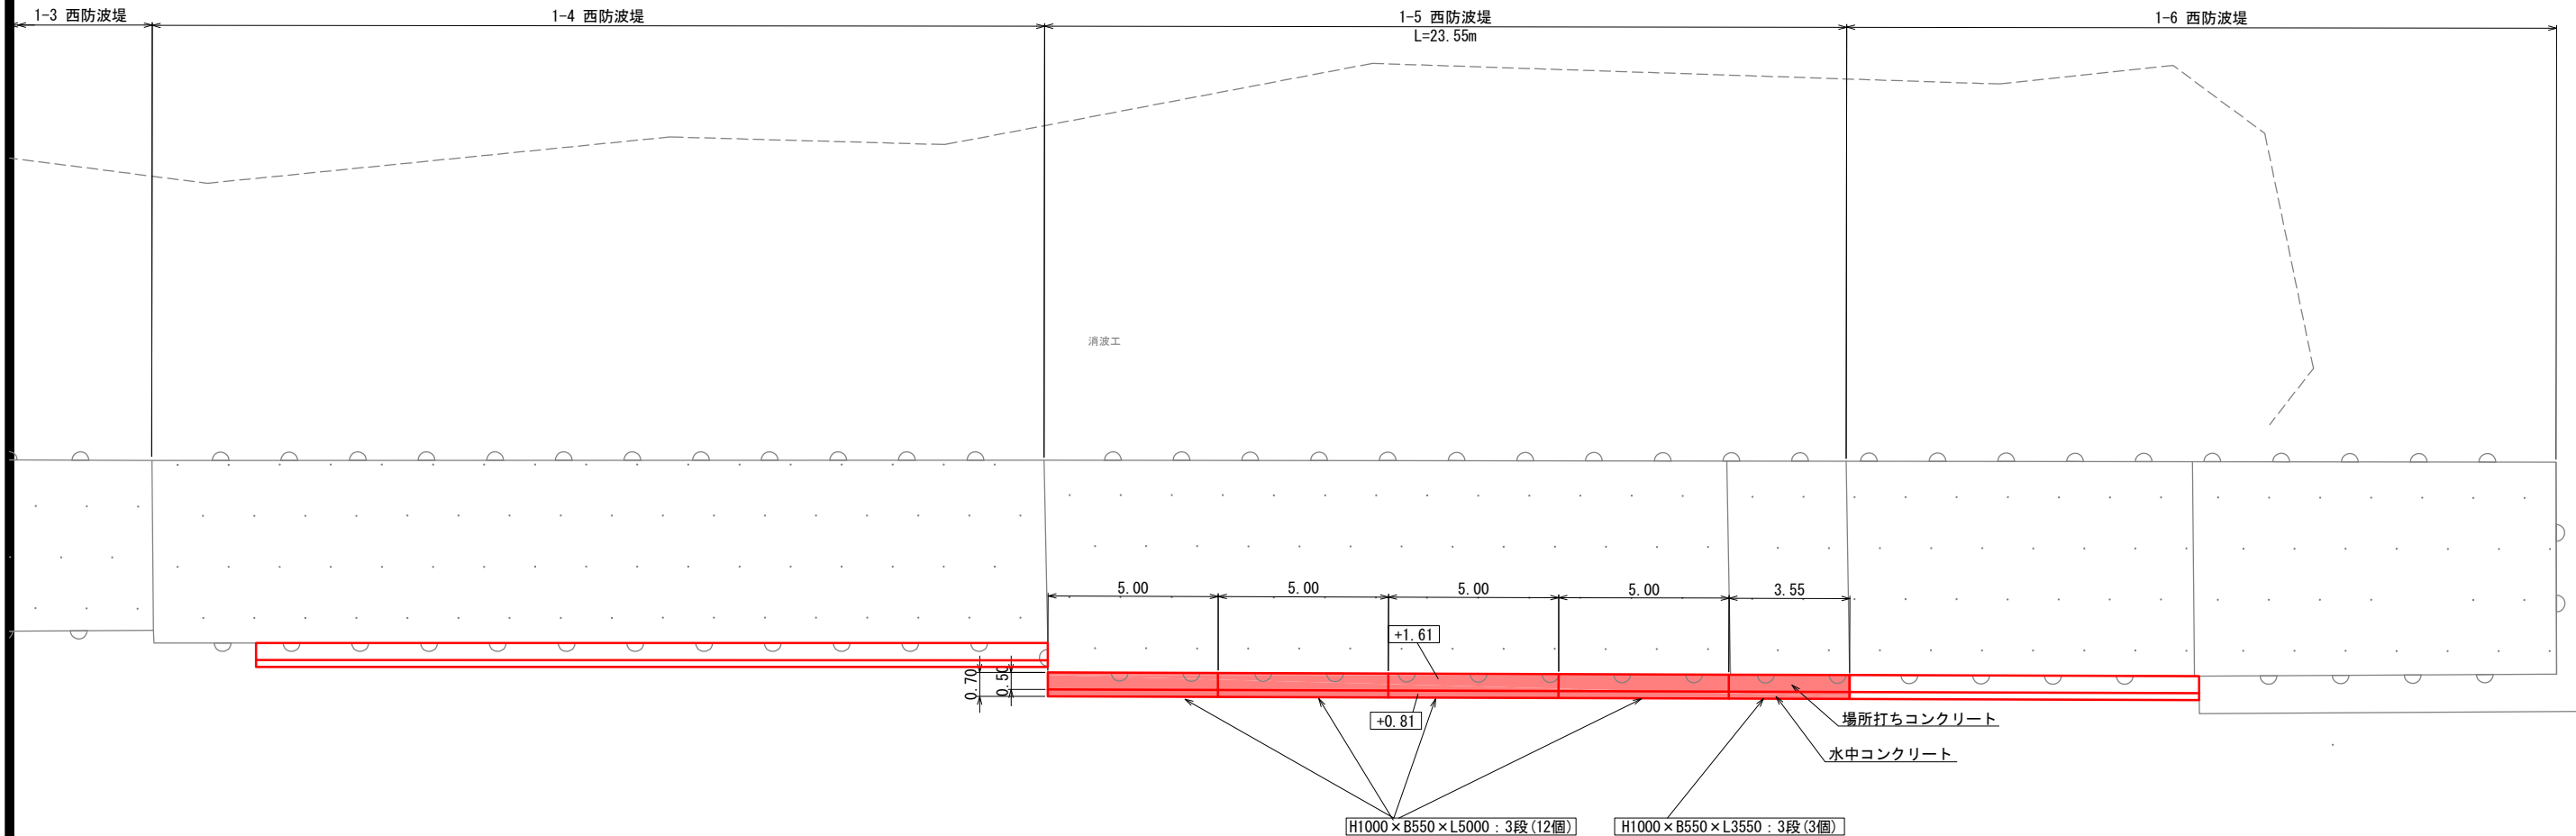 1-3 西防波堤
1-4 西防波堤
1-5 西防波堤
1-6 西防波堤
L=23.55m
消波工
5.00
5.00
5.00
5.00
3.55
+1.61
0.70
0.50
+0.81
場所打ちコンクリート
水中コンクリート
H1000×B550×L5000：3段(12個)
H1000×B550×L3550：3段(3個)